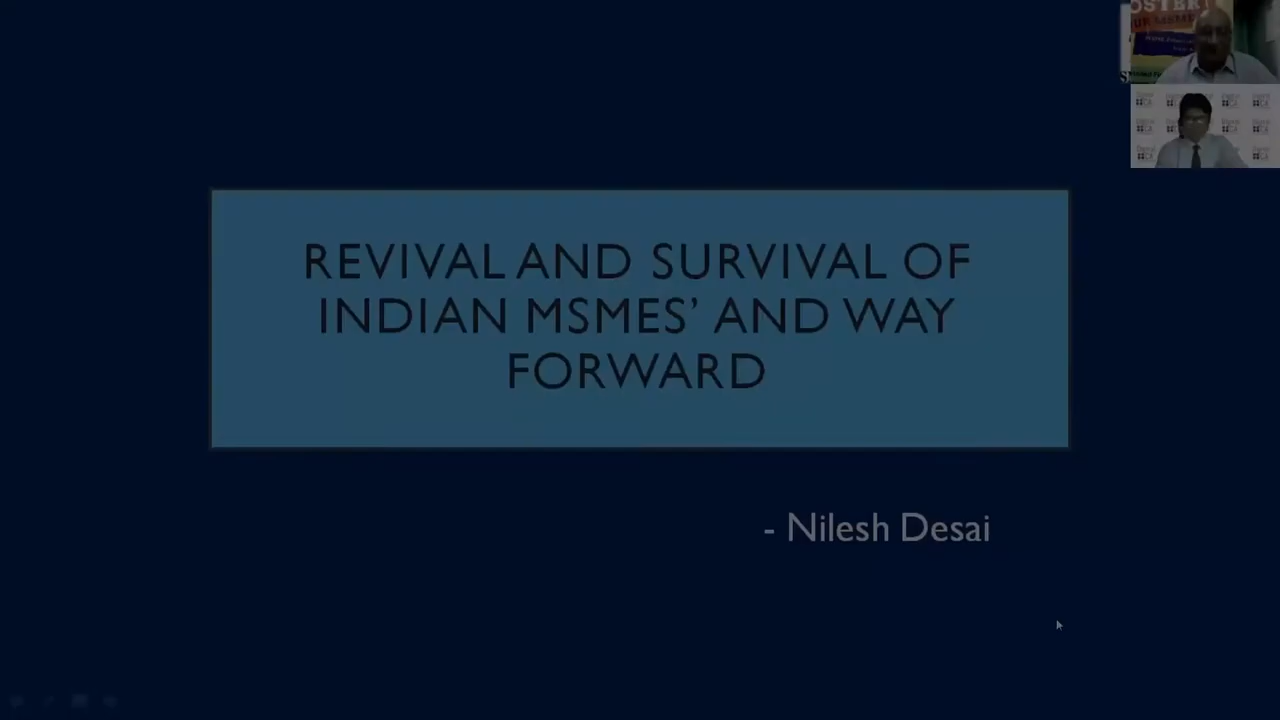 REVIVAL AND SURVIVAL OF
INDIAN MSMES’ AND WAY
FORWARD
- Nilesh Desai